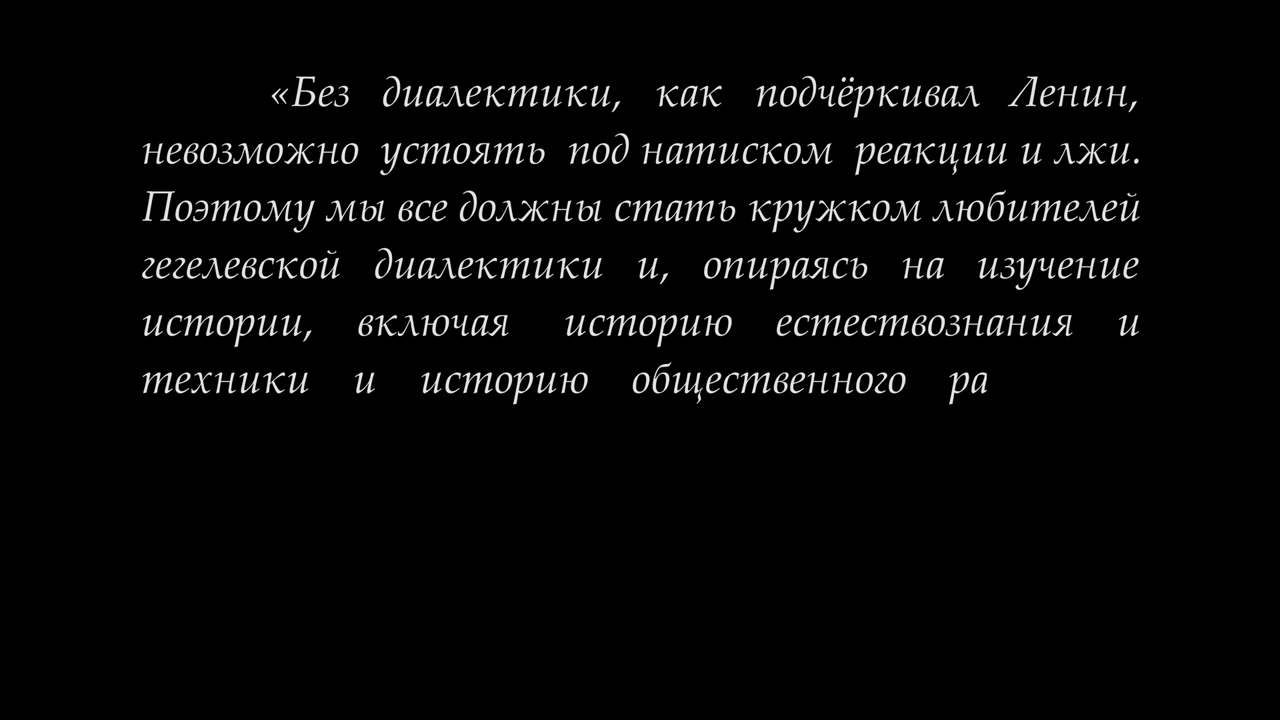 «Без диалектики, как подчёркивал Ленин,
невозможно устоять под натиском реакции и лжи.
Поэтому мы все должны стать кружком любителей
гегелевской диалектики и, опираясь на изучение
истории, включая историю естествознания и
техники и историю общественного ра